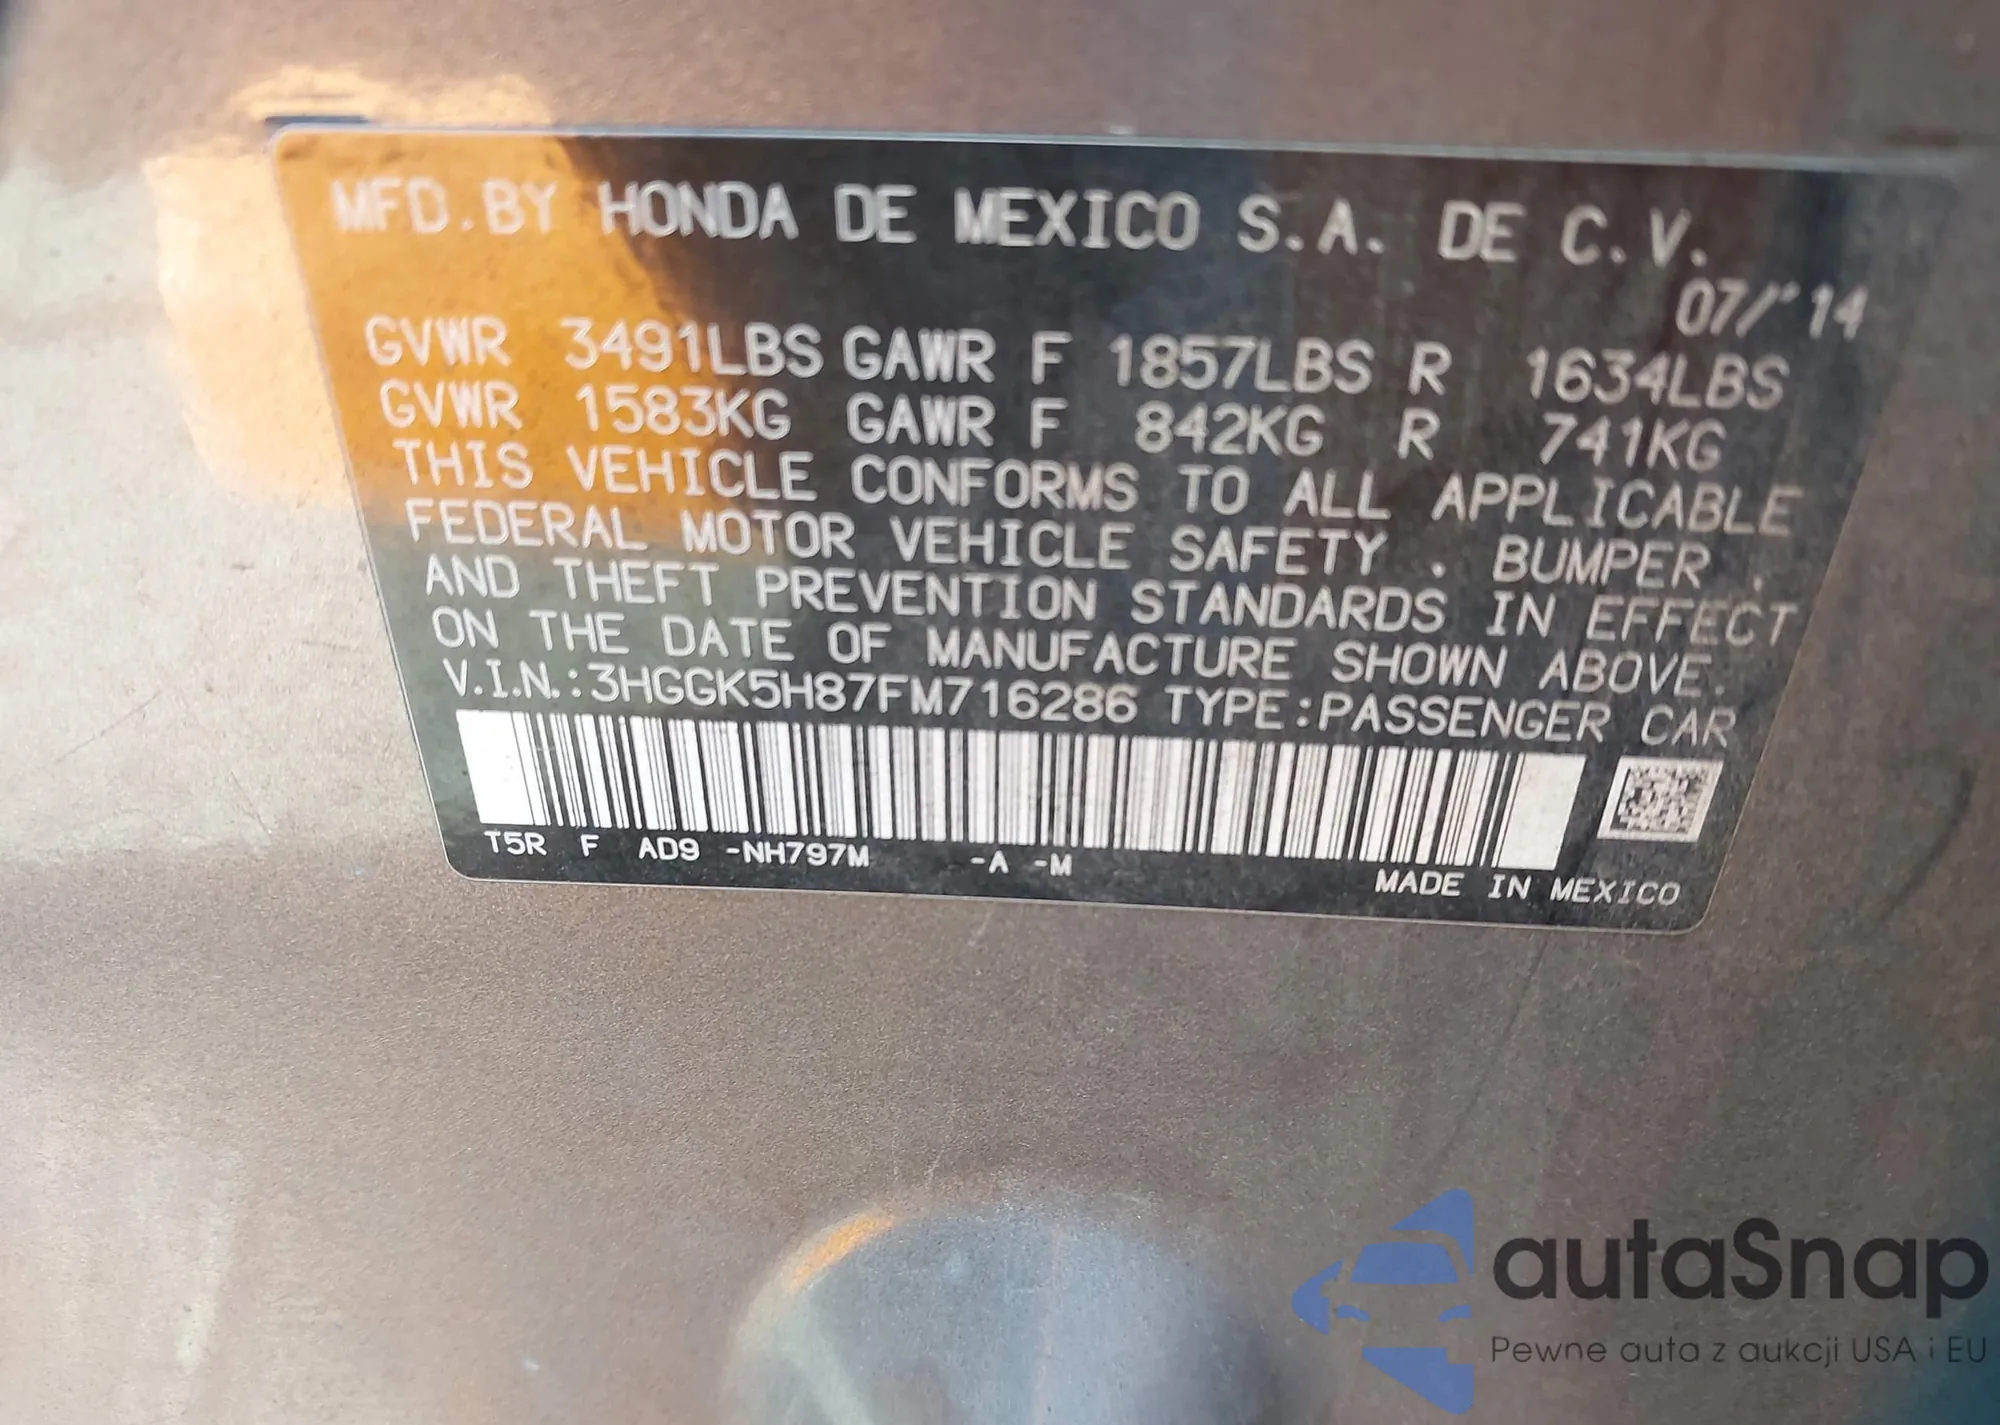 MFD.BY HONDA DE MEXICO S.A. DE C.V.
07/'14
GVWR 3491LBS GAWR F 1857LBS R 1634LBS
GVWR 1583KG GAWR F 842KG R 741KG
THIS VEHICLE CONFORMS TO ALL APPLICABLE
FEDERAL MOTOR VEHICLE SAFETY , BUMPER ,
AND THEFT PREVENTION STANDARDS IN EFFECT
ON THE DATE OF MANUFACTURE SHOWN ABOVE.
V.I.N.:3HGGK5H87FM716286 TYPE:PASSENGER CAR
T5R F AD9 -NH797M -A -M
MADE IN MEXICO
autaSnap
Pewne auta z aukcji USA i EU